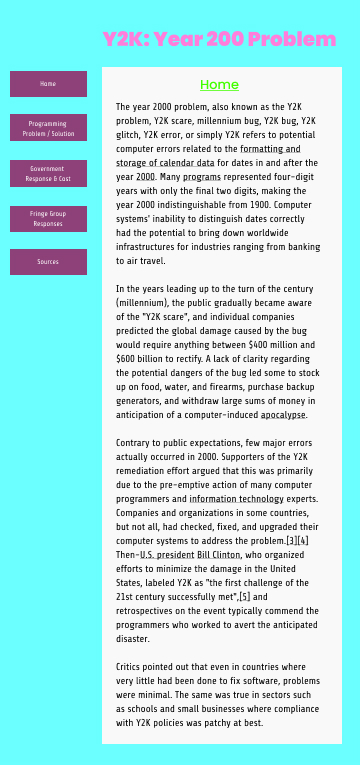 Y2K: Year 200 Problem
Home
Programming
Problem / Solution
Government
Response & Cost
Fringe Group
Responses
Sources
Home
The year 2000 problem, also known as the Y2K
problem, Y2K scare, millennium bug, Y2K bug, Y2K
glitch, Y2K error, or simply Y2K refers to potential
computer errors related to the formatting and
storage of calendar data for dates in and after the
year 2000. Many programs represented four-digit
years with only the final two digits, making the
year 2000 indistinguishable from 1900. Computer
systems' inability to distinguish dates correctly
had the potential to bring down worldwide
infrastructures for industries ranging from banking
to air travel.
In the years leading up to the turn of the century
(millennium), the public gradually became aware
of the "Y2K scare", and individual companies
predicted the global damage caused by the bug
would require anything between $400 million and
$600 billion to rectify. A lack of clarity regarding
the potential dangers of the bug led some to stock
up on food, water, and firearms, purchase backup
generators, and withdraw large sums of money in
anticipation of a computer-induced apocalypse.
Contrary to public expectations, few major errors
actually occurred in 2000. Supporters of the Y2K
remediation effort argued that this was primarily
due to the pre-emptive action of many computer
programmers and information technology experts.
Companies and organizations in some countries,
but not all, had checked, fixed, and upgraded their
computer systems to address the problem.[3][4]
Then-U.S. president Bill Clinton, who organized
efforts to minimize the damage in the United
States, labeled Y2K as "the first challenge of the
21st century successfully met",[5] and
retrospectives on the event typically commend the
programmers who worked to avert the anticipated
disaster.
Critics pointed out that even in countries where
very little had been done to fix software, problems
were minimal. The same was true in sectors such
as schools and small businesses where compliance
with Y2K policies was patchy at best.